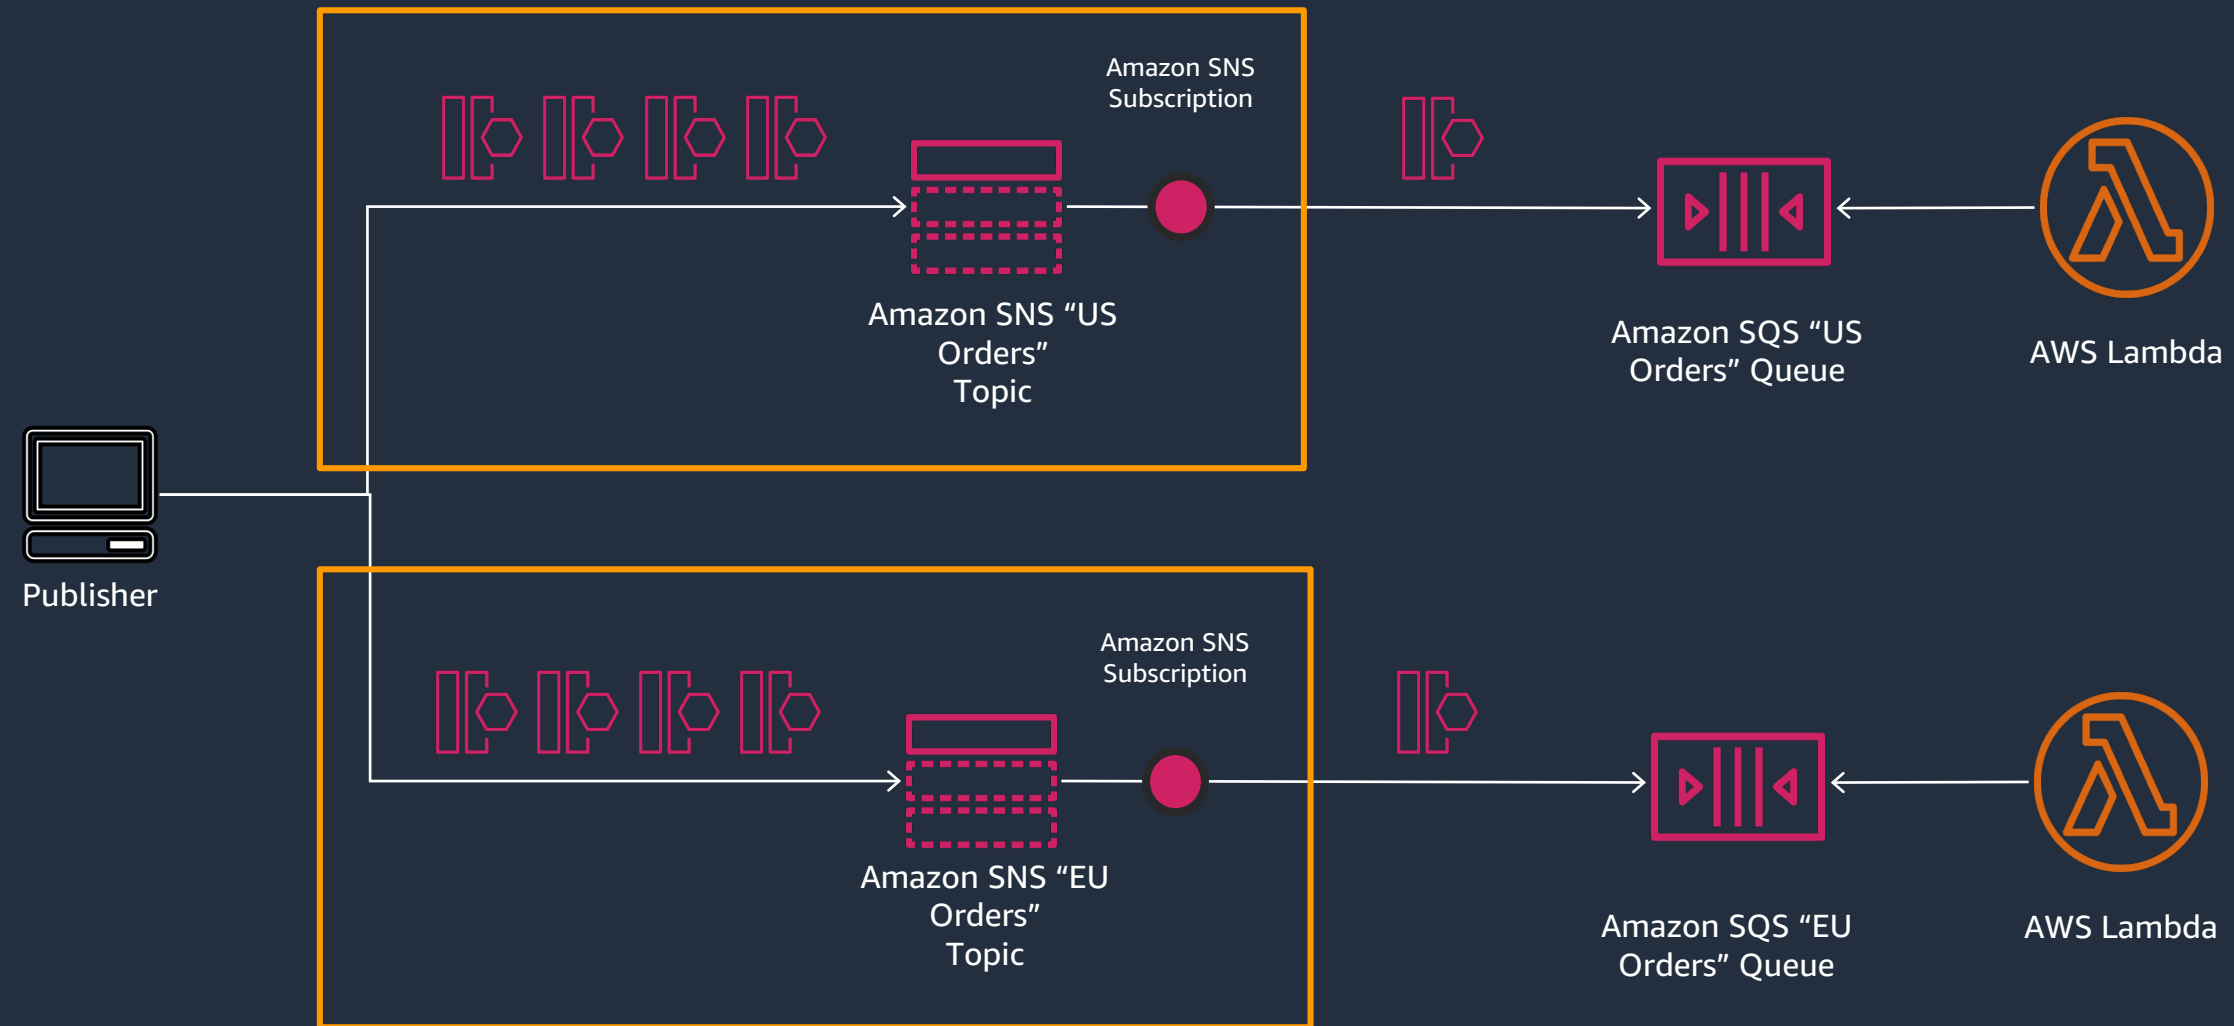 Amazon SNS
Subscription
Amazon SNS “US
Orders”
Topic
Amazon SQS “US
Orders” Queue
AWS Lambda
Publisher
Amazon SNS
Subscription
Amazon SNS “EU
Orders”
Topic
Amazon SQS “EU
Orders” Queue
AWS Lambda